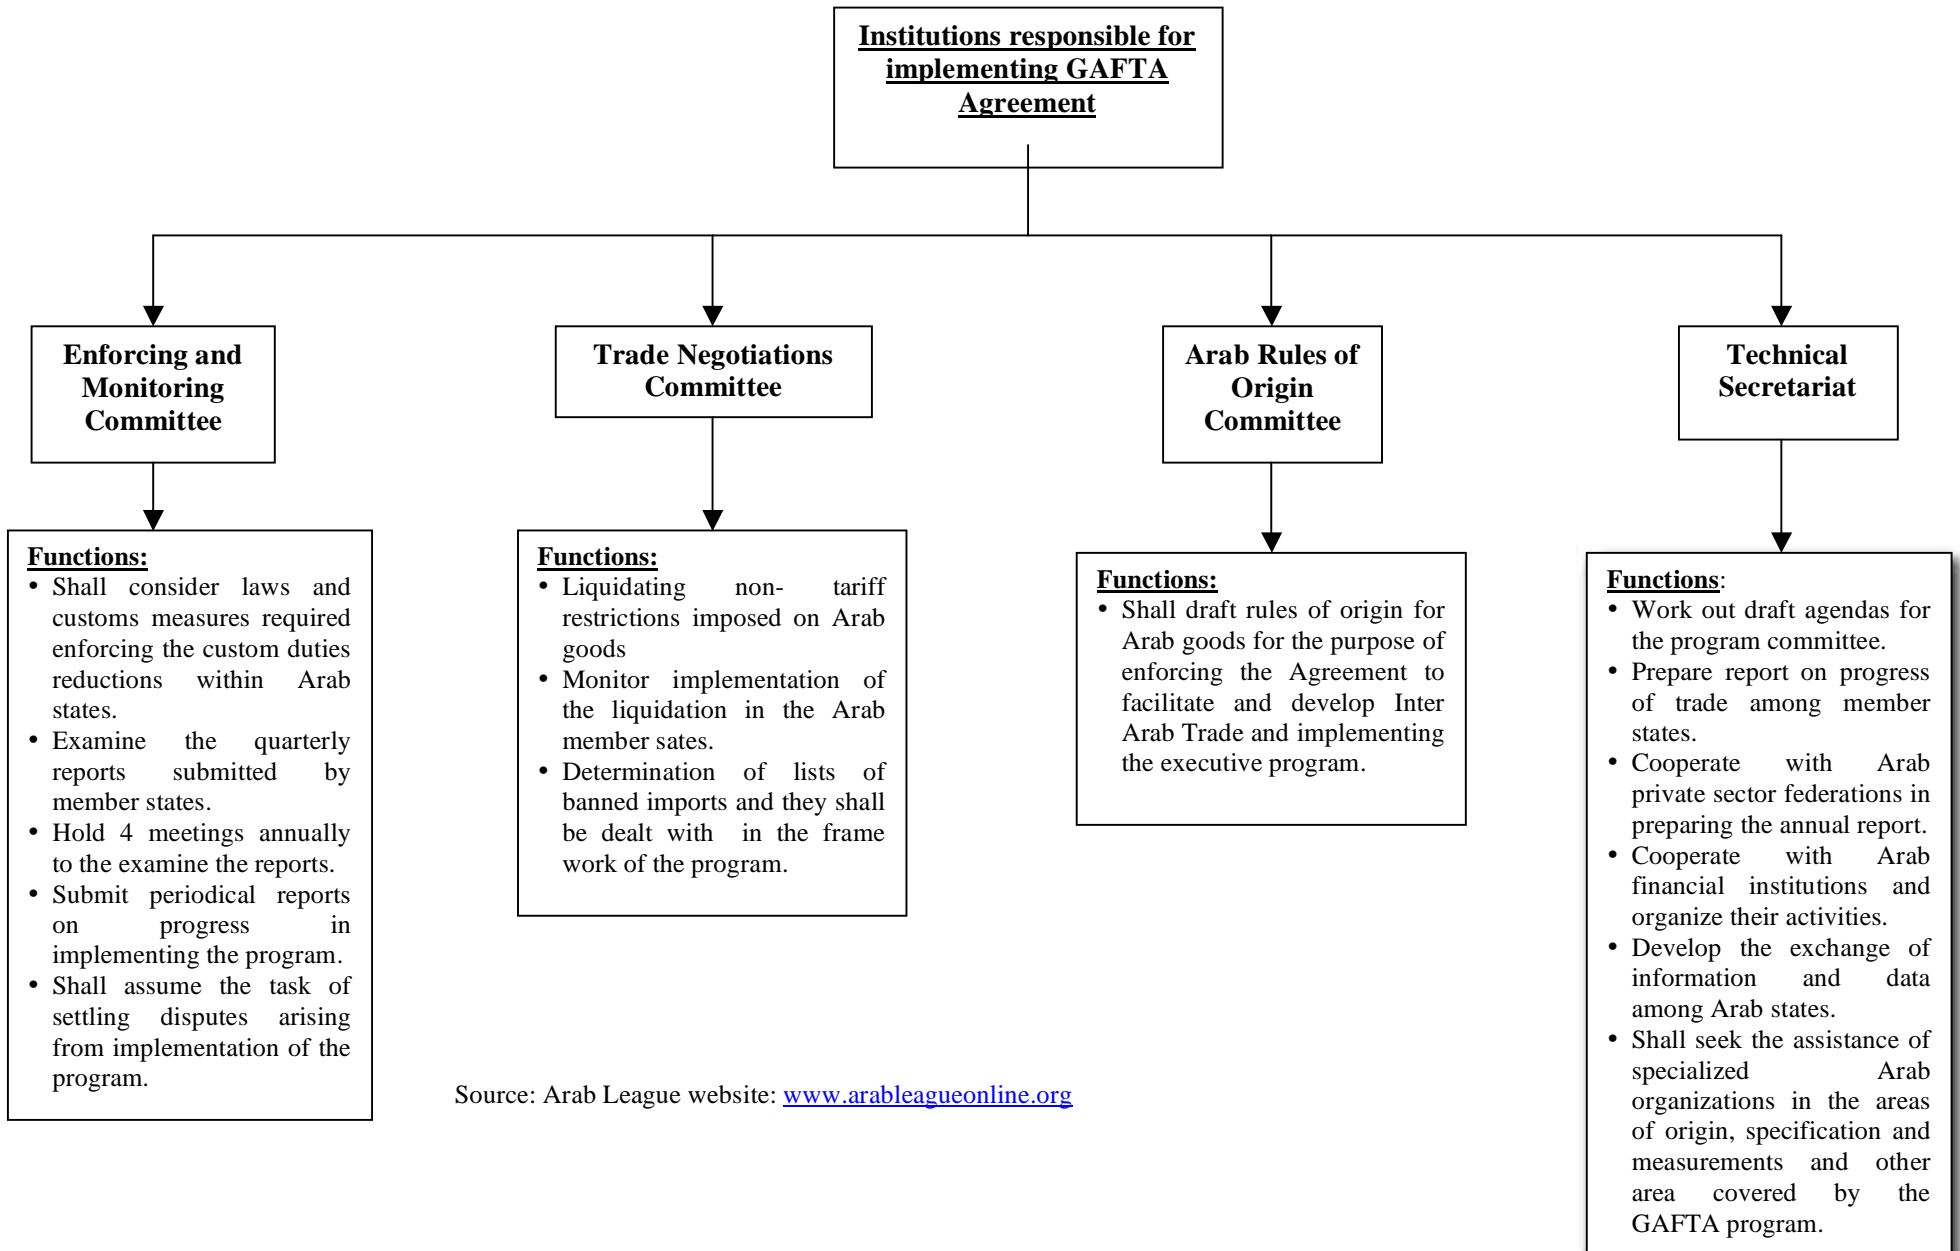 Institutions responsible for
implementing GAFTA
Agreement
Enforcing and
Monitoring
Committee
Trade Negotiations
Committee
Arab Rules of
Origin
Committee
Technical
Secretariat
Functions:
• Shall consider laws and
customs measures required
enforcing the custom duties
reductions within Arab
states.
• Examine the quarterly
reports submitted by
member states.
• Hold 4 meetings annually
to the examine the reports.
• Submit periodical reports
on progress in
implementing the program.
• Shall assume the task of
settling disputes arising
from implementation of the
program.
Functions:
• Liquidating non- tariff
restrictions imposed on Arab
goods
• Monitor implementation of
the liquidation in the Arab
member sates.
• Determination of lists of
banned imports and they shall
be dealt with in the frame
work of the program.
Functions:
• Shall draft rules of origin for
Arab goods for the purpose of
enforcing the Agreement to
facilitate and develop Inter
Arab Trade and implementing
the executive program.
Functions:
• Work out draft agendas for
the program committee.
• Prepare report on progress
of trade among member
states.
• Cooperate with Arab
private sector federations in
preparing the annual report.
• Cooperate with Arab
financial institutions and
organize their activities.
• Develop the exchange of
information and data
among Arab states.
• Shall seek the assistance of
specialized Arab
organizations in the areas
of origin, specification and
measurements and other
area covered by the
GAFTA program.
Source: Arab League website: www.arableagueonline.org